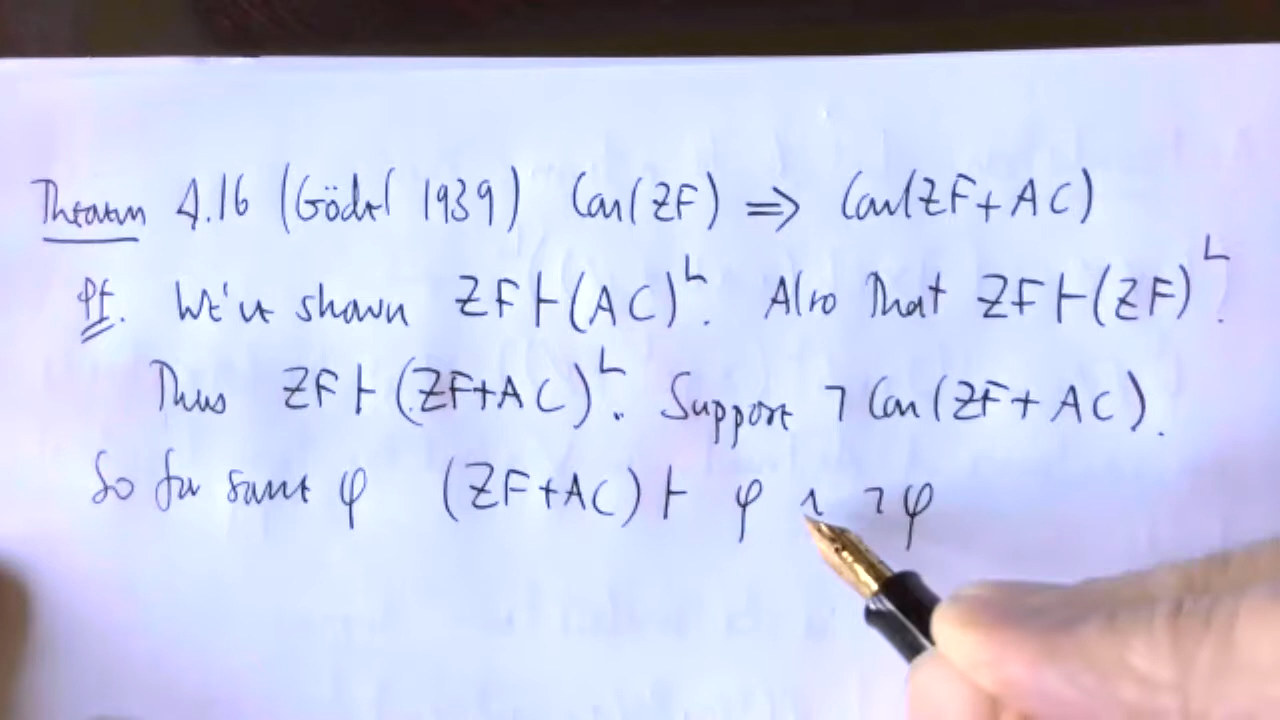 Theorem 4.16 (Gödel 1939) Con(ZF) ⇒ Con(ZF+AC)
Pf. We've shown ZF⊢(AC)^L. Also that ZF⊢(ZF)^L.
Thus ZF⊢(ZF+AC)^L. Suppose ¬Con(ZF+AC).
So for some φ (ZF+AC)⊢ φ ∧ ¬φ